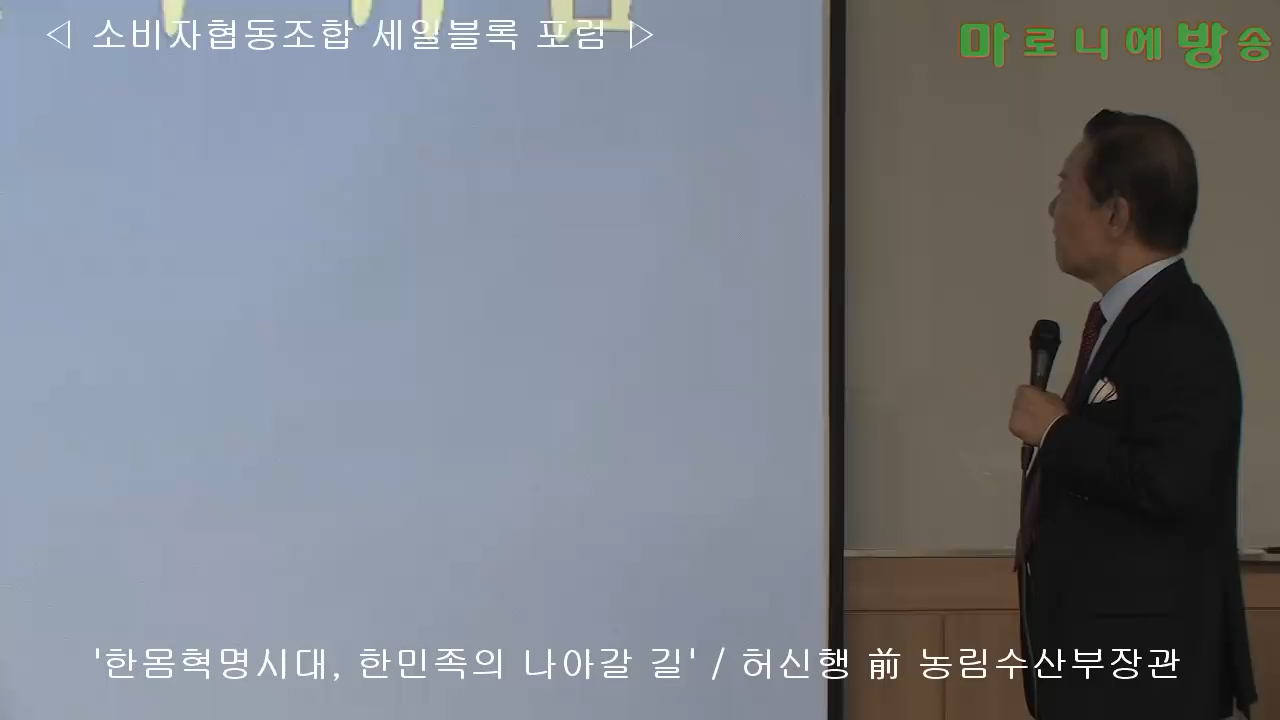 ◁ 소비자협동조합 세일블록 포럼 ▷
마로니에방송
'한몸혁명시대, 한민족의 나아갈 길' / 허신행 前 농림수산부장관